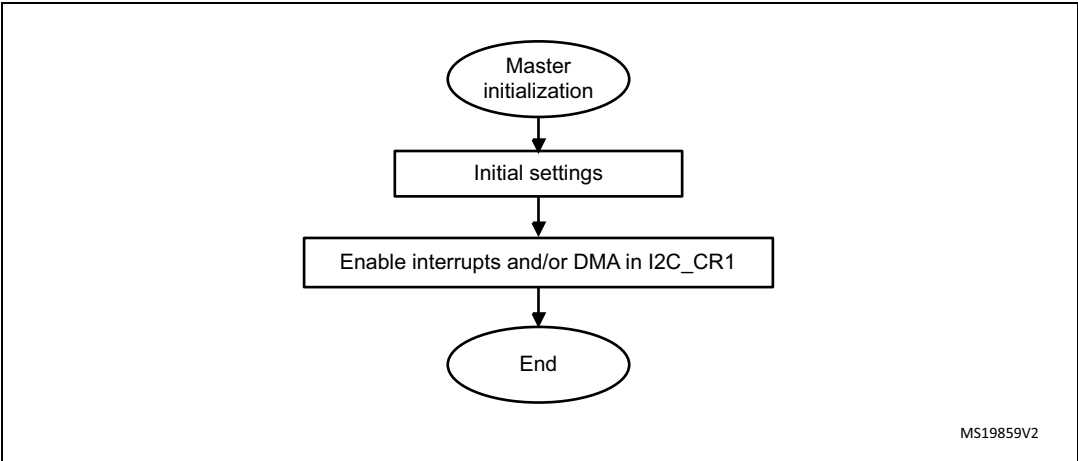 Master
initialization
Initial settings
Enable interrupts and/or DMA in I2C_CR1
End
MS19859V2